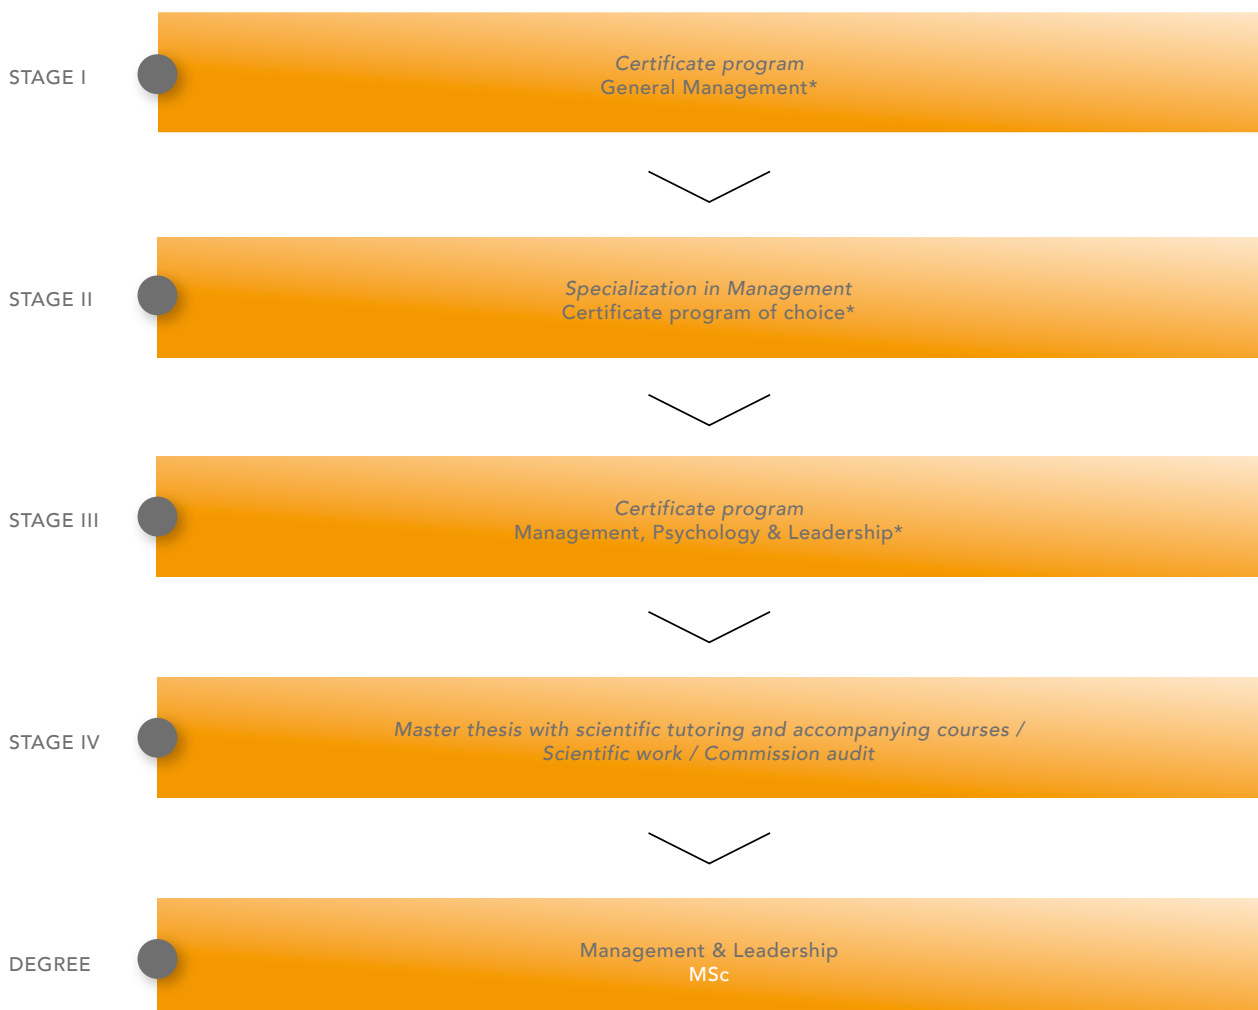 STAGE I
Certificate program
General Management*
STAGE II
Specialization in Management
Certificate program of choice*
STAGE III
Certificate program
Management, Psychology & Leadership*
STAGE IV
Master thesis with scientific tutoring and accompanying courses /
Scientific work / Commission audit
DEGREE
Management & Leadership
MSc